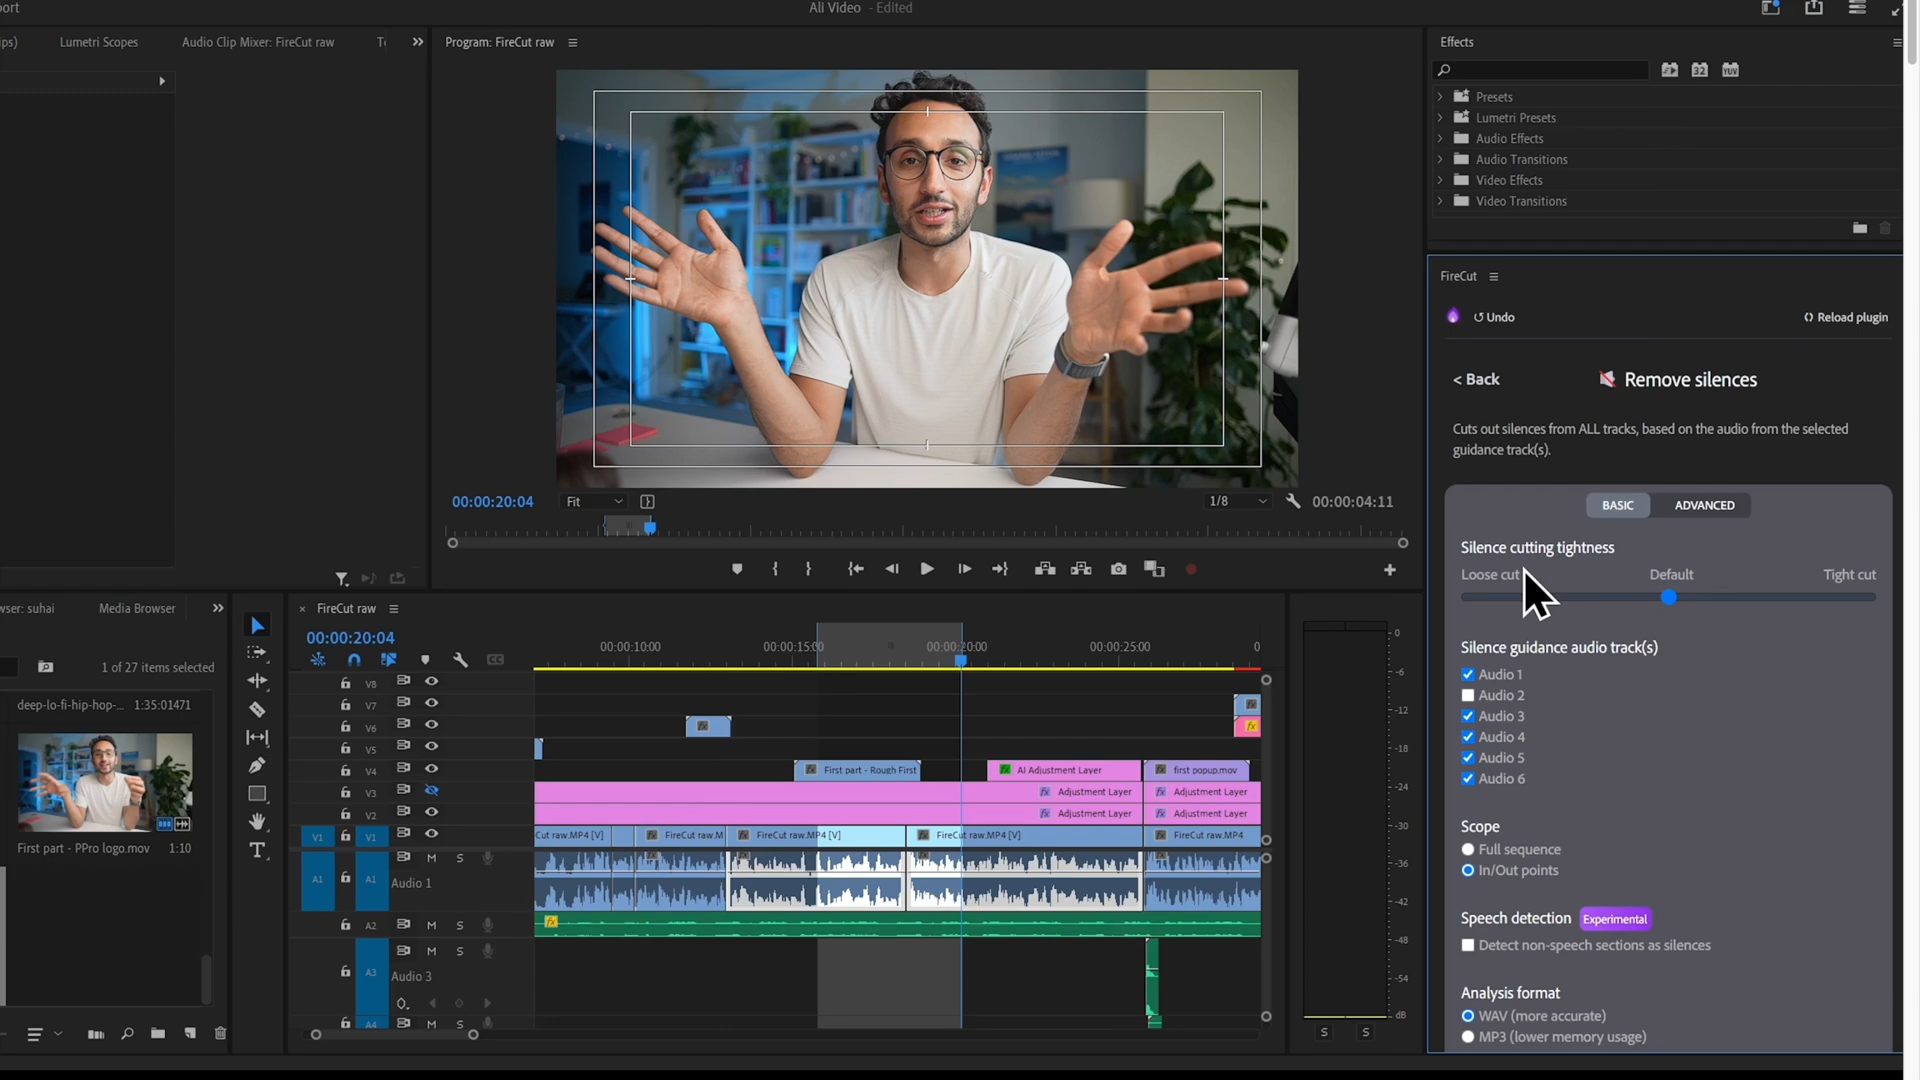 port
Ali Video - Edited
ips)
Lumetri Scopes
Audio Clip Mixer: FireCut raw
Program: FireCut raw
Effects
32
YUV
Presets
Lumetri Presets
Audio Effects
Audio Transitions
Video Effects
Video Transitions
FireCut
Undo
Reload plugin
< Back
Remove silences
Cuts out silences from ALL tracks, based on the audio from the selected
guidance track(s).
00:00:20:04
Fit
1/8
00:00:04:11
BASIC
ADVANCED
Silence cutting tightness
Loose cut
Default
Tight cut
Silence guidance audio track(s)
Audio 1
Audio 2
Audio 3
Audio 4
Audio 5
Audio 6
Scope
Full sequence
In/Out points
Speech detection
Experimental
Detect non-speech sections as silences
Analysis format
WAV (more accurate)
MP3 (lower memory usage)
wser: suhai
Media Browser
1 of 27 items selected
deep-lo-fi-hip-hop-...
1:35:01471
First part - PPro logo.mov
1:10
× FireCut raw
00:00:20:04
00:00:10:00
00:00:15:00
00:00:20:00
00:00:25:00
0
V8
V7
V6
V5
V4
First part - Rough First
AI Adjustment Layer
first popup.mov
V3
Adjustment Layer
Adjustment Layer
V2
Adjustment Layer
Adjustment Layer
V1
V1
Cut raw.MP4 [V]
FireCut raw.M
FireCut raw.MP4 [V]
FireCut raw.MP4 [V]
FireCut raw.MP4
M
S
A1
A1
Audio 1
A2
M
S
M
S
A3
Audio 3
A4
M
S
0
-6
-12
-18
-24
-30
-36
-42
-48
-54
dB
S
S